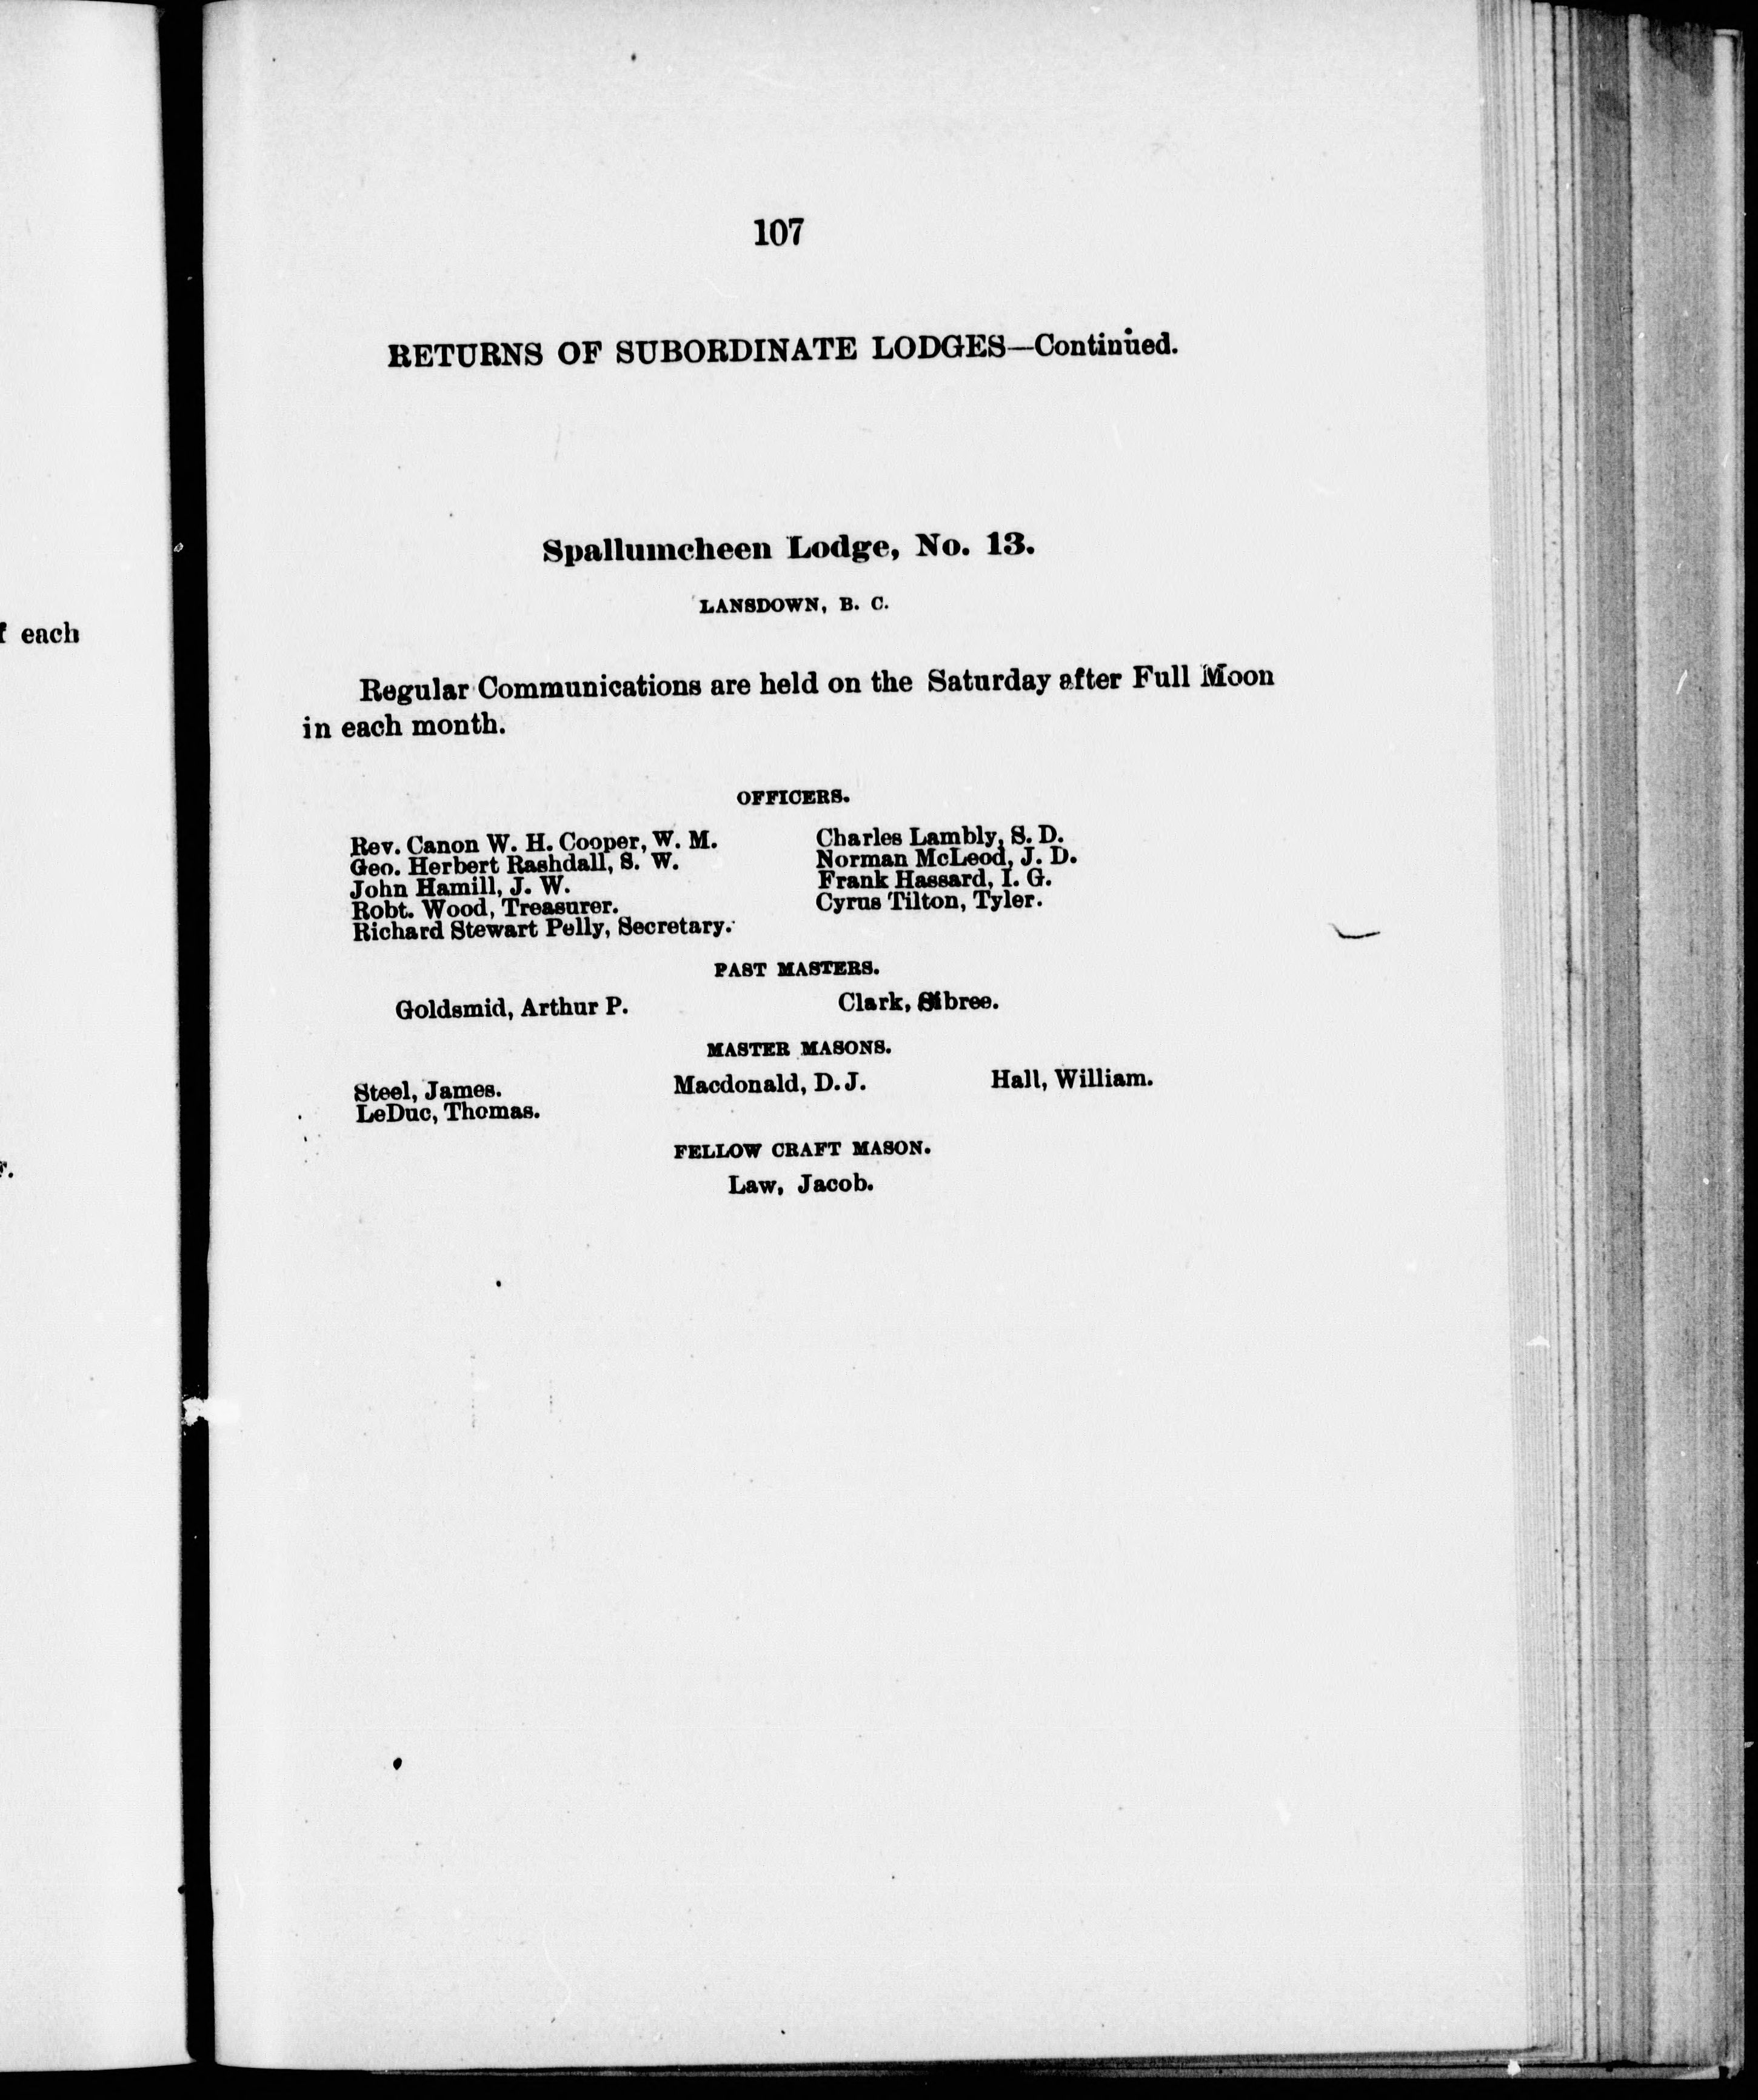 107
RETURNS OF SUBORDINATE LODGES—Continued.
Spallumcheen Lodge, No. 13.
LANSDOWN, B. C.
Regular Communications are held on the Saturday after Full Moon
in each month.
OFFICERS.
Rev. Canon W. H. Cooper, W. M.
Geo. Herbert Rashdall, S. W.
John Hamill, J. W.
Robt. Wood, Treasurer.
Richard Stewart Pelly, Secretary.
Charles Lambly, S. D.
Norman McLeod, J. D.
Frank Hassard, I. G.
Cyrus Tilton, Tyler.
PAST MASTERS.
Goldsmid, Arthur P. Clark, Sibree.
MASTER MASONS.
Steel, James. Macdonald, D. J. Hall, William.
LeDuc, Thomas.
FELLOW CRAFT MASON.
Law, Jacob.
each